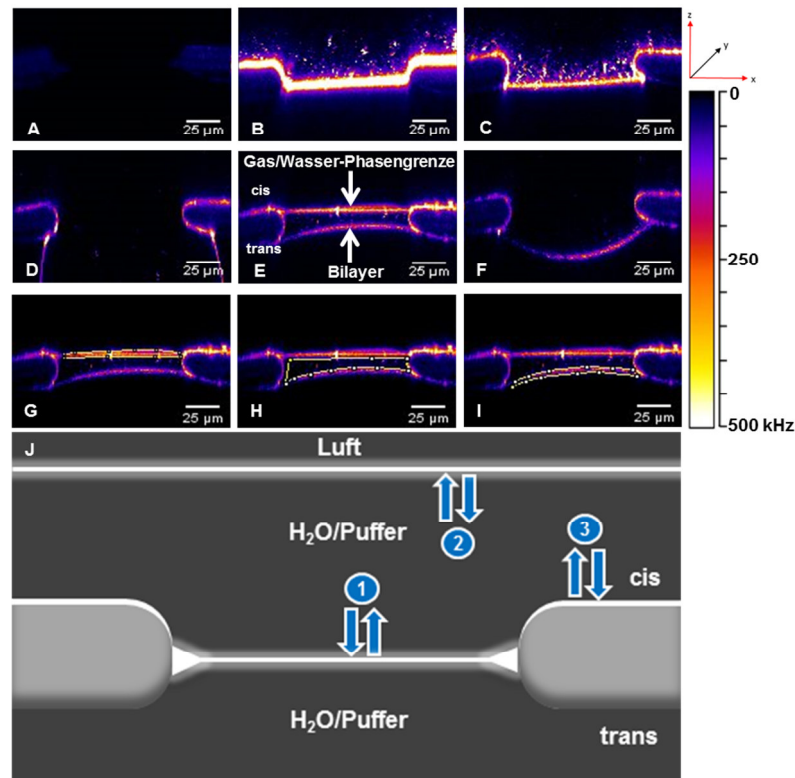 25 µm
A
25 µm
B
25 µm
C
z
y
x
0
250
500 kHz
25 µm
D
Gas/Wasser-Phasengrenze
cis
trans
Bilayer
25 µm
E
25 µm
F
25 µm
G
25 µm
H
25 µm
I
J
Luft
H₂O/Puffer
2
3
cis
1
H₂O/Puffer
trans